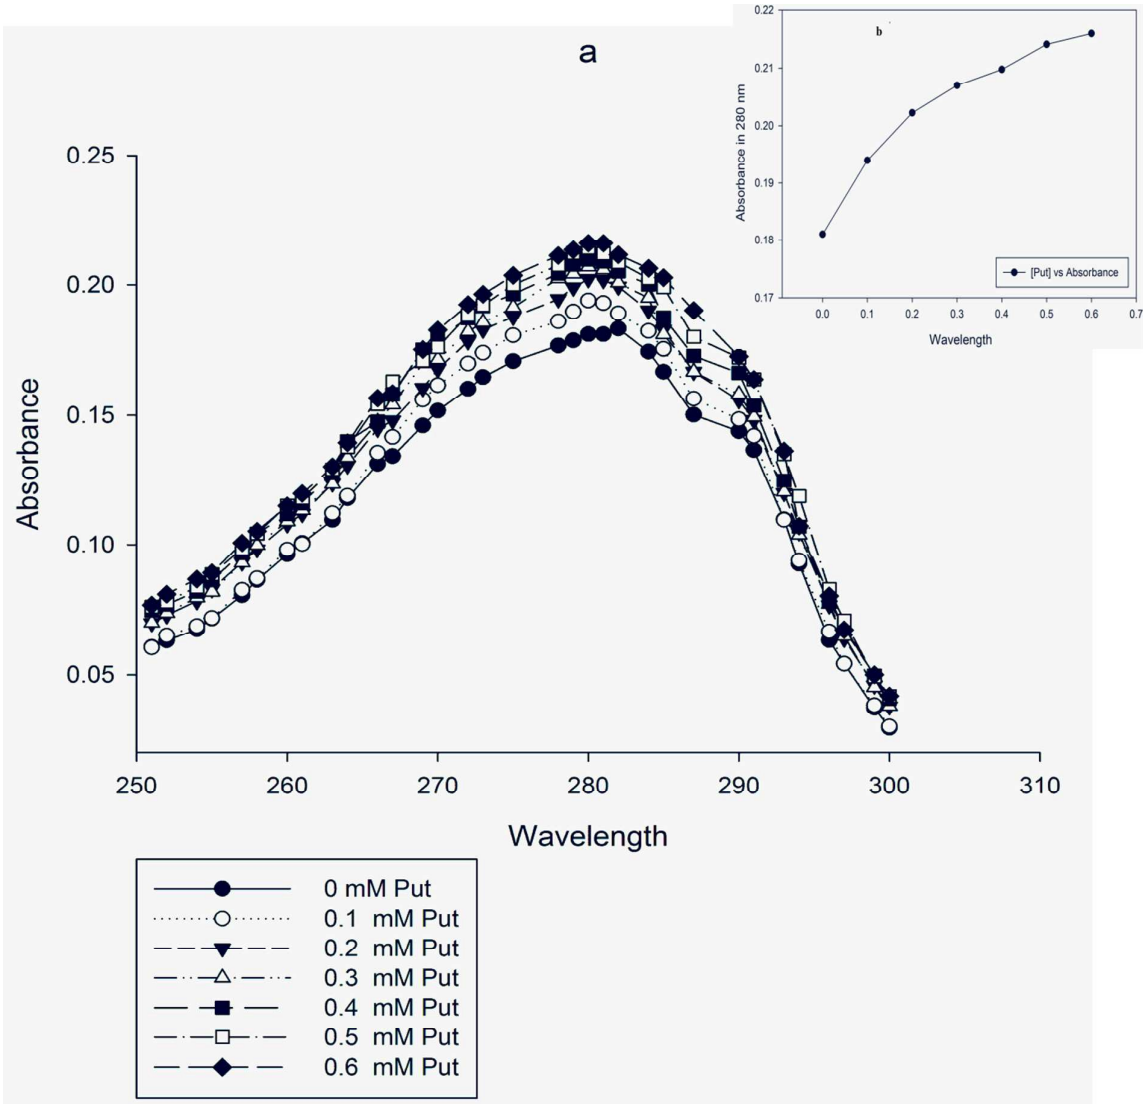 a
0.25
0.20
0.15
0.10
0.05
Absorbance
250 260 270 280 290 300 310
Wavelength
0 mM Put
0.1 mM Put
0.2 mM Put
0.3 mM Put
0.4 mM Put
0.5 mM Put
0.6 mM Put
b
0.22
0.21
0.20
0.19
0.18
0.17
Absorbance in 280 nm
[Put] vs Absorbance
0.0 0.1 0.2 0.3 0.4 0.5 0.6 0.7
Wavelength